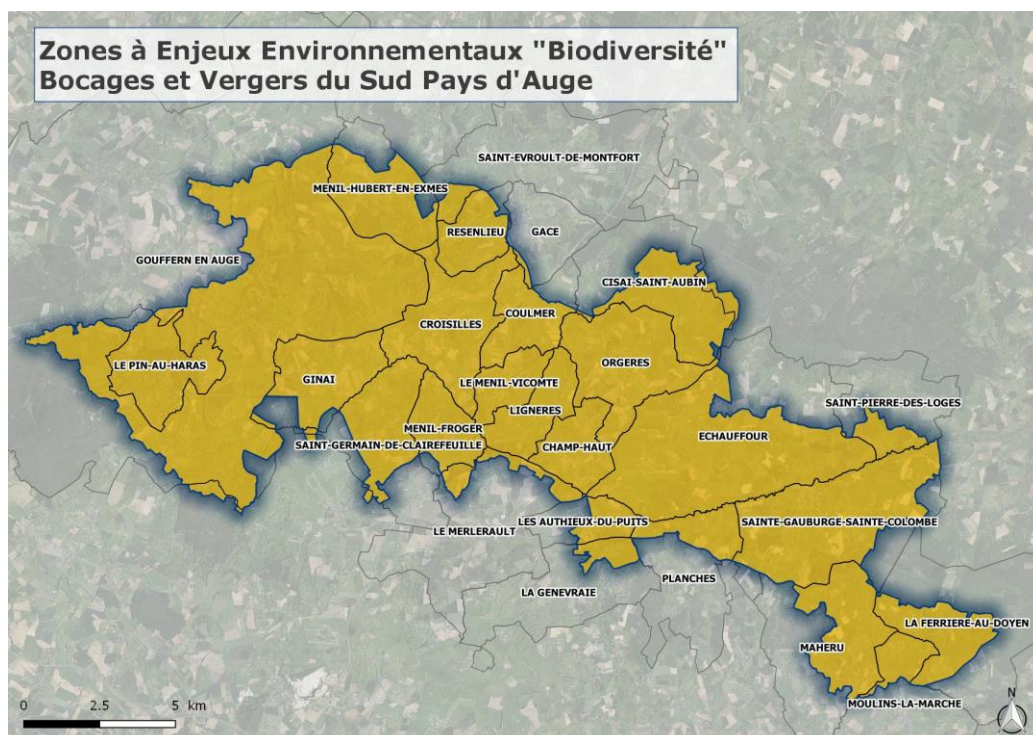 Zones à Enjeux Environnementaux "Biodiversité"
Bocages et Vergers du Sud Pays d'Auge
SAINT-EVROULT-DE-MONTFORT
MENIL-HUBERT-EN-EXMES
RESENLIEU
GACE
GOUFFERN EN AUGE
CISAI-SAINT-AUBIN
COULMER
CROISILLES
LE PIN-AU-HARAS
ORGERES
GINAI
LE MENIL-VICOMTE
SAINT-PIERRE-DES-LOGES
LIGNERES
MENIL-FROGER
ECHAUFFOUR
SAINT-GERMAIN-DE-CLAIREFEUILLE
CHAMP-HAUT
LES AUTHIEUX-DU-PUITS
SAINTE-GAUBURGE-SAINTE-COLOMBE
LE MERLERAULT
PLANCHES
LA GENEVRAIE
LA FERRIERE-AU-DOYEN
MAHERU
MOULINS-LA-MARCHE
0 2.5 5 km
N